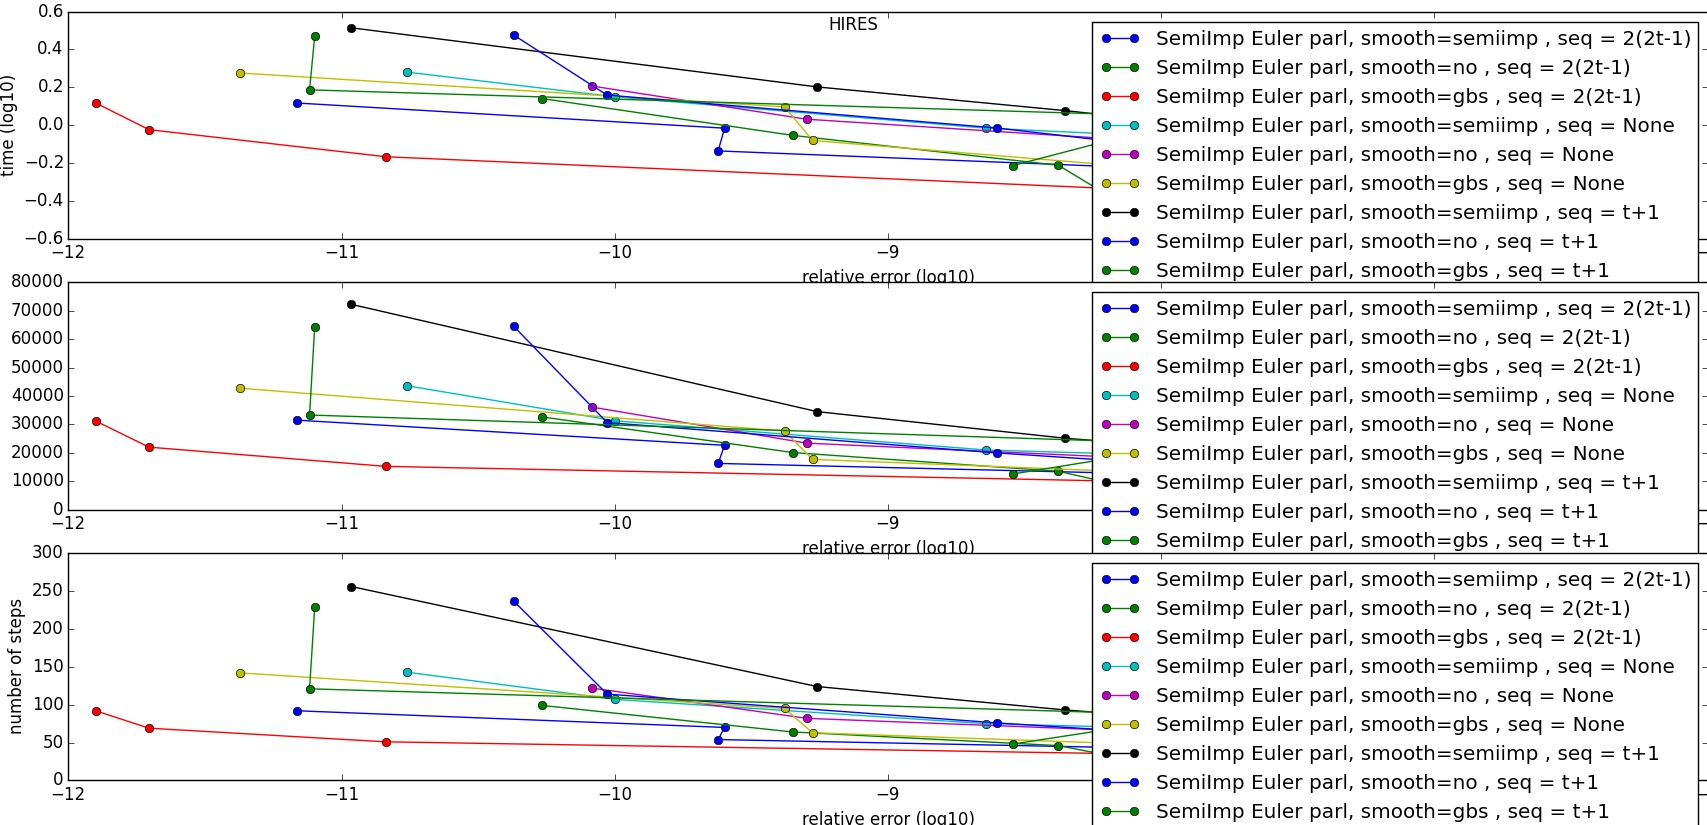 HIRES
0.6
0.4
0.2
0.0
−0.2
−0.4
−0.6
time (log10)
−12
−11
−10
−9
relative error (log10)
SemiImp Euler parl, smooth=semiimp , seq = 2(2t-1)
SemiImp Euler parl, smooth=no , seq = 2(2t-1)
SemiImp Euler parl, smooth=gbs , seq = 2(2t-1)
SemiImp Euler parl, smooth=semiimp , seq = None
SemiImp Euler parl, smooth=no , seq = None
SemiImp Euler parl, smooth=gbs , seq = None
SemiImp Euler parl, smooth=semiimp , seq = t+1
SemiImp Euler parl, smooth=no , seq = t+1
SemiImp Euler parl, smooth=gbs , seq = t+1
80000
70000
60000
50000
40000
30000
20000
10000
0
−12
−11
−10
−9
relative error (log10)
SemiImp Euler parl, smooth=semiimp , seq = 2(2t-1)
SemiImp Euler parl, smooth=no , seq = 2(2t-1)
SemiImp Euler parl, smooth=gbs , seq = 2(2t-1)
SemiImp Euler parl, smooth=semiimp , seq = None
SemiImp Euler parl, smooth=no , seq = None
SemiImp Euler parl, smooth=gbs , seq = None
SemiImp Euler parl, smooth=semiimp , seq = t+1
SemiImp Euler parl, smooth=no , seq = t+1
SemiImp Euler parl, smooth=gbs , seq = t+1
300
250
200
150
100
50
0
number of steps
−12
−11
−10
−9
relative error (log10)
SemiImp Euler parl, smooth=semiimp , seq = 2(2t-1)
SemiImp Euler parl, smooth=no , seq = 2(2t-1)
SemiImp Euler parl, smooth=gbs , seq = 2(2t-1)
SemiImp Euler parl, smooth=semiimp , seq = None
SemiImp Euler parl, smooth=no , seq = None
SemiImp Euler parl, smooth=gbs , seq = None
SemiImp Euler parl, smooth=semiimp , seq = t+1
SemiImp Euler parl, smooth=no , seq = t+1
SemiImp Euler parl, smooth=gbs , seq = t+1